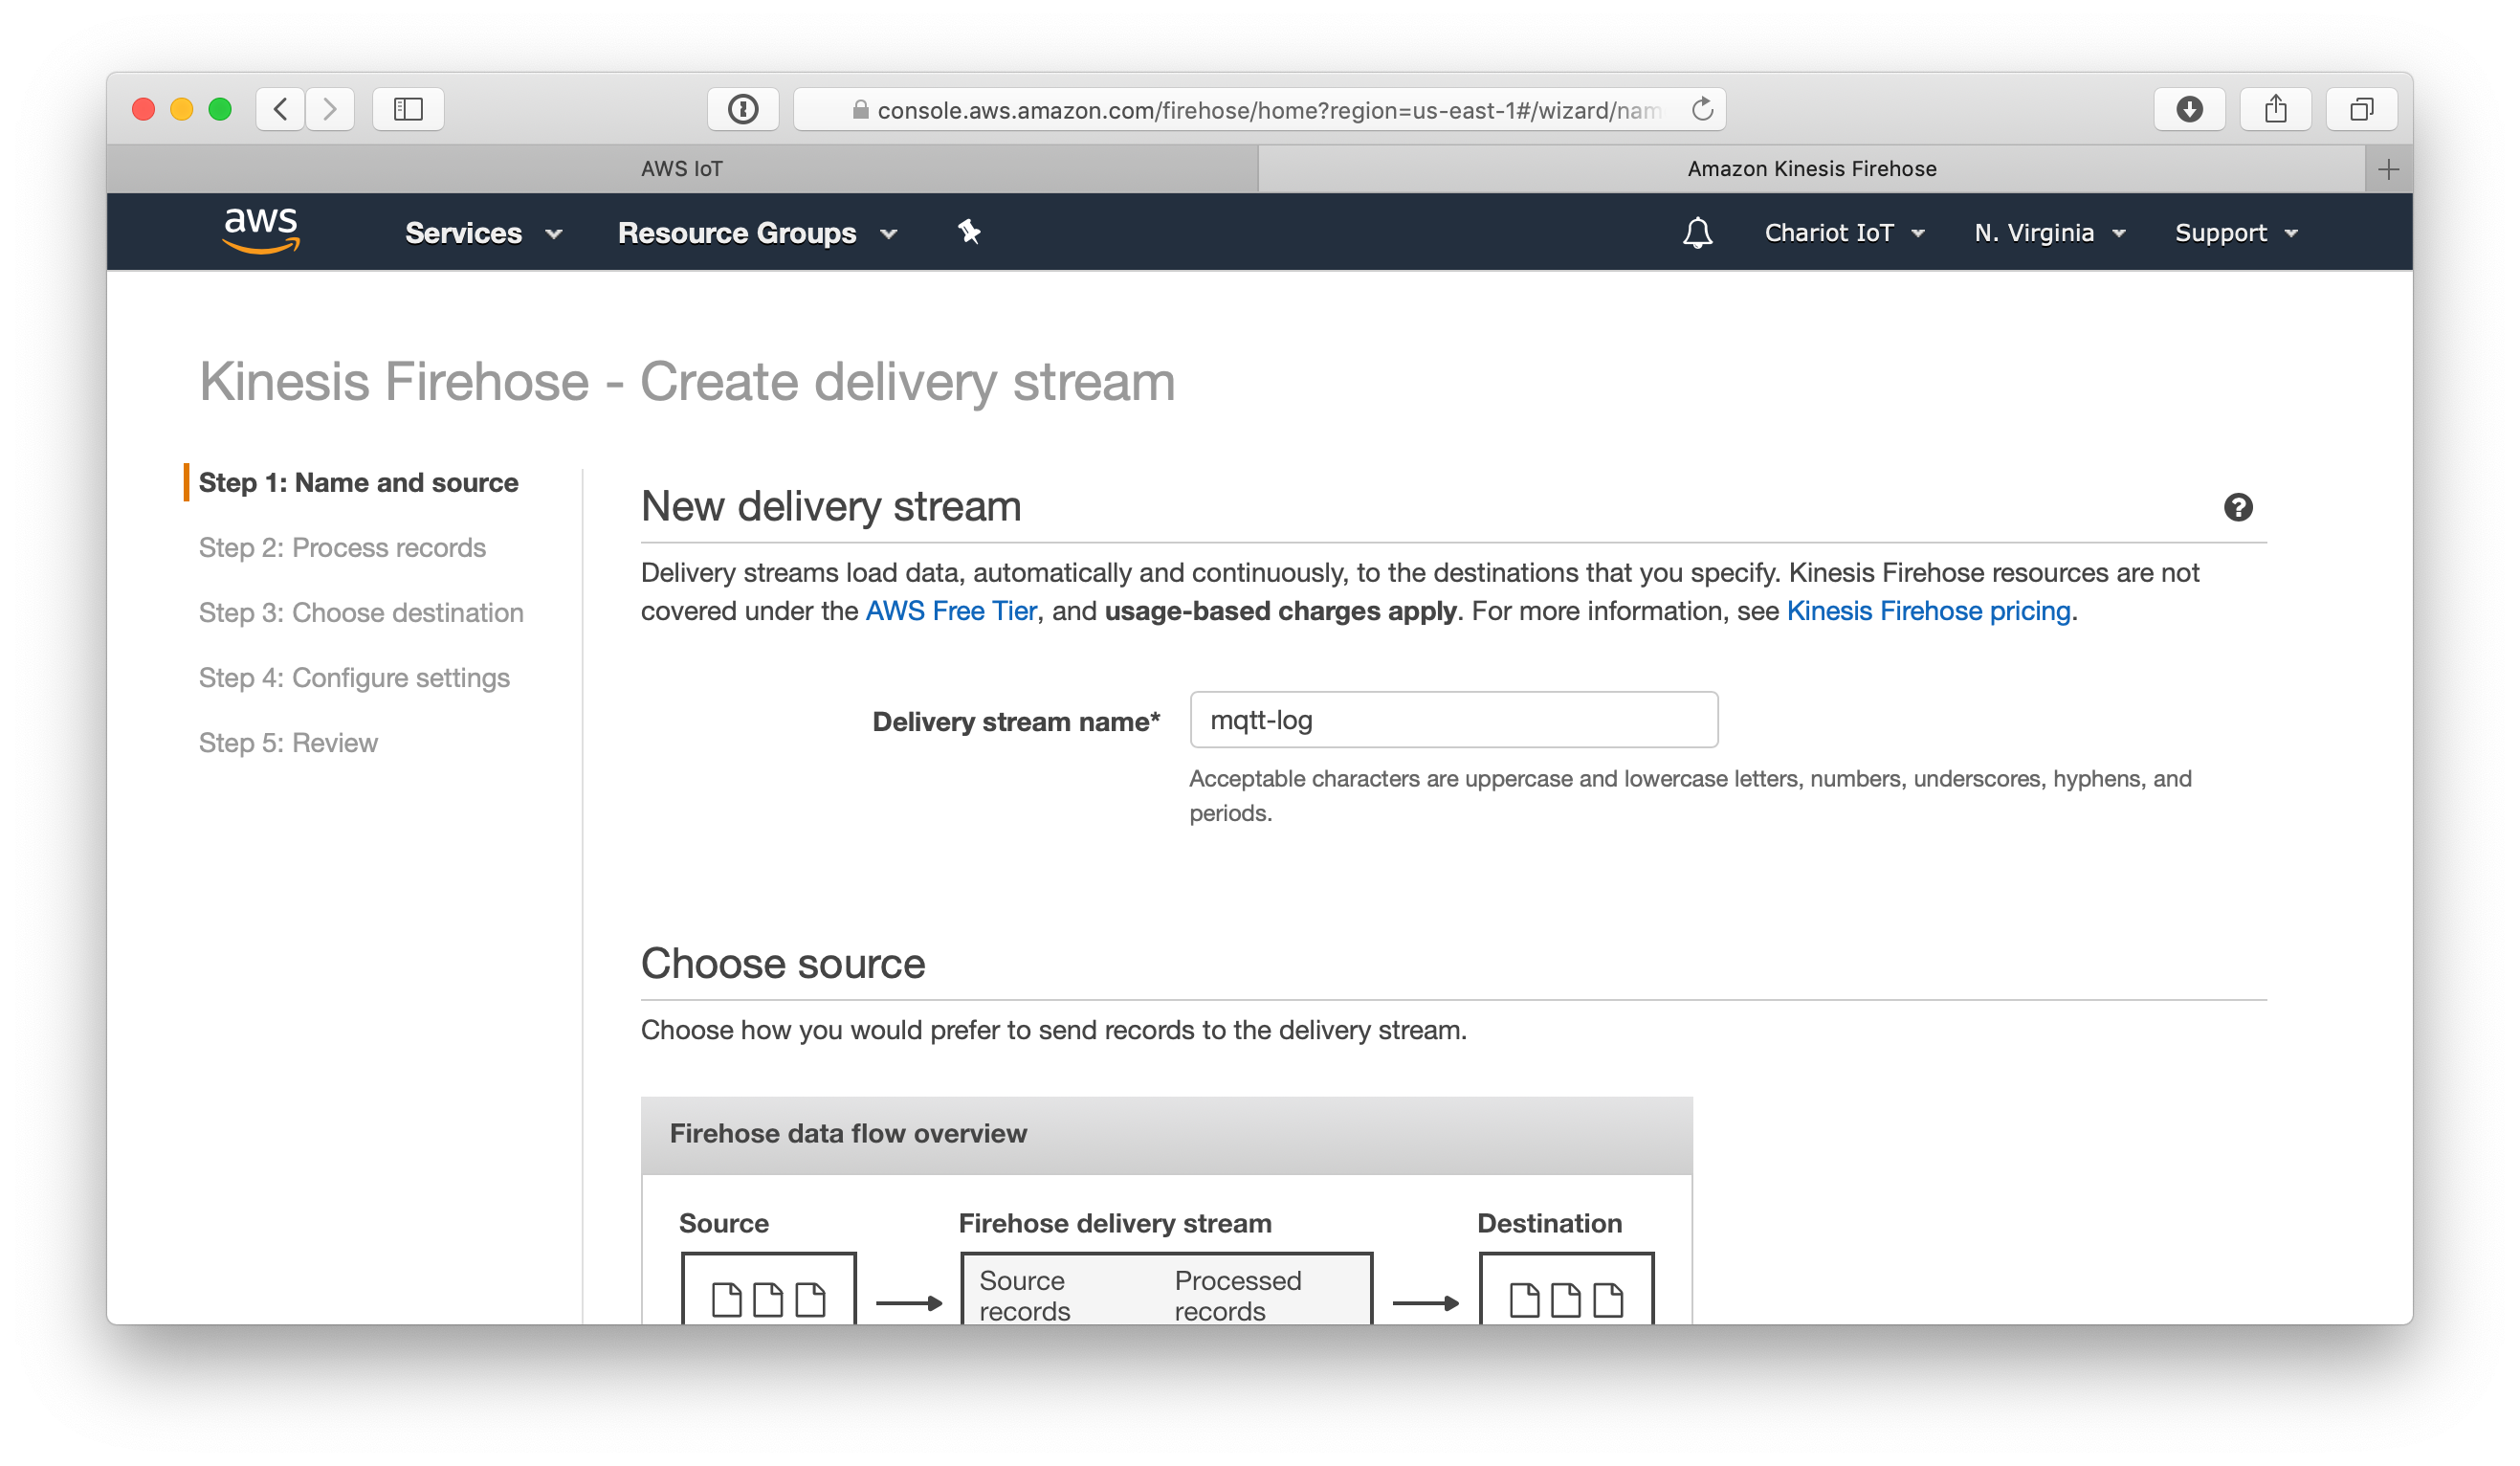 console.aws.amazon.com/firehose/home?region=us-east-1#/wizard/nam
AWS IoT
Amazon Kinesis Firehose
aws
Services
Resource Groups
Chariot IoT
N. Virginia
Support
Kinesis Firehose - Create delivery stream
Step 1: Name and source
Step 2: Process records
Step 3: Choose destination
Step 4: Configure settings
Step 5: Review
New delivery stream
Delivery streams load data, automatically and continuously, to the destinations that you specify. Kinesis Firehose resources are not
covered under the AWS Free Tier, and usage-based charges apply. For more information, see Kinesis Firehose pricing.
Delivery stream name*
mqtt-log
Acceptable characters are uppercase and lowercase letters, numbers, underscores, hyphens, and
periods.
Choose source
Choose how you would prefer to send records to the delivery stream.
Firehose data flow overview
Source
Firehose delivery stream
Destination
Source
records
Processed
records